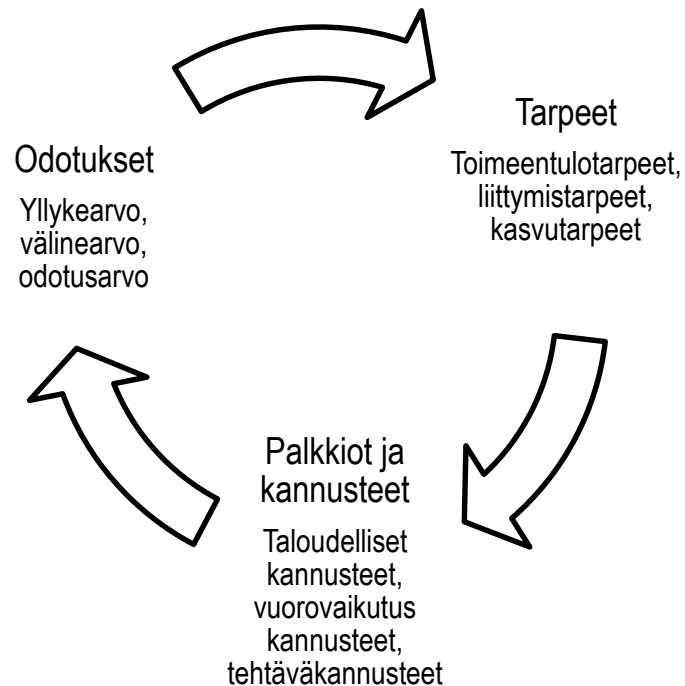 Odotukset
Yllykearvo,
välinearvo,
odotusarvo
Tarpeet
Toimeentulotarpeet,
liittymistarpeet,
kasvutarpeet
Palkkiot ja
kannusteet
Taloudelliset
kannusteet,
vuorovaikutus
kannusteet,
tehtäväkannusteet